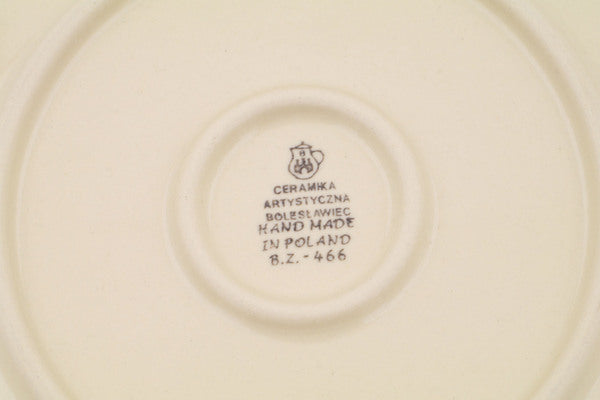 CERAMIKA
ARTYSTYCZNA
BOLESŁAWIEC
HAND MADE
IN POLAND
B.Z. - 466